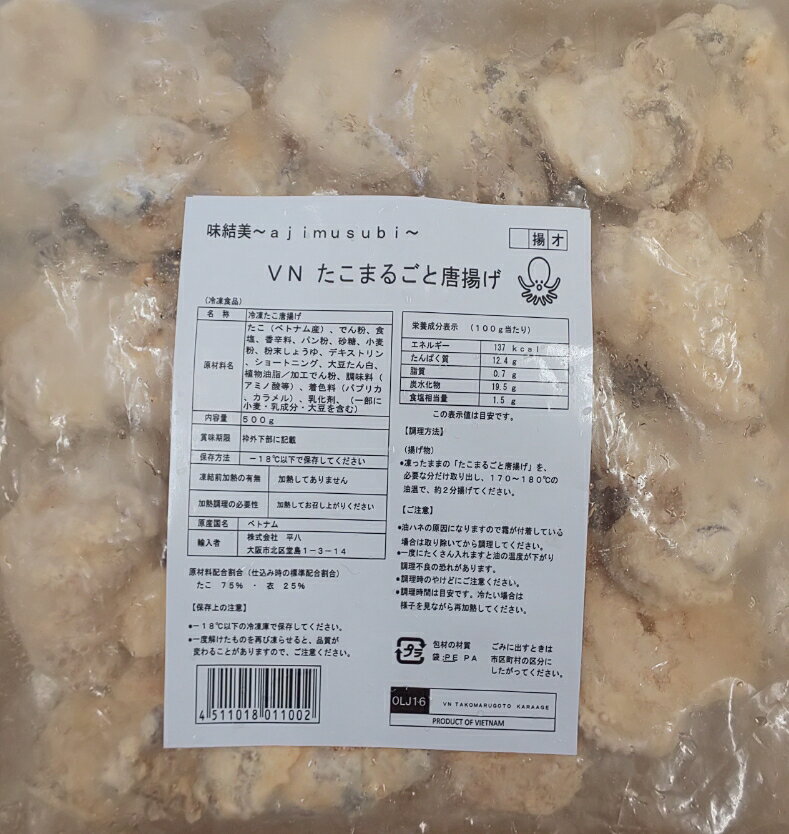 味結美～ajimusubi～
揚 オ
VN たこまるごと唐揚げ
(冷凍食品)
名 称 冷凍たこ唐揚げ
原材料名 たこ(ベトナム産)、でん粉、食
塩、香辛料、パン粉、砂糖、小麦
粉、粉末しょうゆ、デキストリン
、ショートニング、大豆たん白、
植物油脂/加工でん粉、調味料(
アミノ酸等)、着色料(パプリカ
、カラメル)、乳化剤、(一部に
小麦・乳成分・大豆を含む)
内容量 500g
賞味期限 枠外下部に記載
保存方法 －18℃以下で保存してください
凍結前加熱の有無 加熱してありません
加熱調理の必要性 加熱してお召し上がりください
原産国名 ベトナム
輸入者 株式会社 平八
大阪市北区堂島1－3－14
原材料配合割合(仕込み時の標準配合割合)
たこ 75% ・ 衣 25%
【保存上の注意】
●－18℃以下の冷凍庫で保存してください。
●一度解けたものを再び凍らせると、品質が
変わることがありますので、ご注意ください。
4 511018 011002
栄養成分表示 (100g当たり)
エネルギー 137 kcal
たんぱく質 12.4g
脂質 0.7g
炭水化物 19.5g
食塩相当量 1.5g
この表示値は目安です。
【調理方法】
(揚げ物)
●凍ったままの「たこまるごと唐揚げ」を、
必要な分だけ取り出し、170～180℃の
油温で、約2分揚げてください。
【ご注意】
●油ハネの原因になりますので霜が付着している
場合は取り除いてから調理してください。
●一度にたくさん入れますと油の温度が下がり
調理不良の恐れがあります。
●調理時のやけどにご注意ください。
●調理時間は目安です。冷たい場合は
様子を見ながら再加熱してください。
プラ
包材の材質
袋:PE PA
ごみに出すときは
市区町村の区分に
したがってください。
OLJ16
VN TAKOMARUGOTO KARAAGE
PRODUCT OF VIETNAM